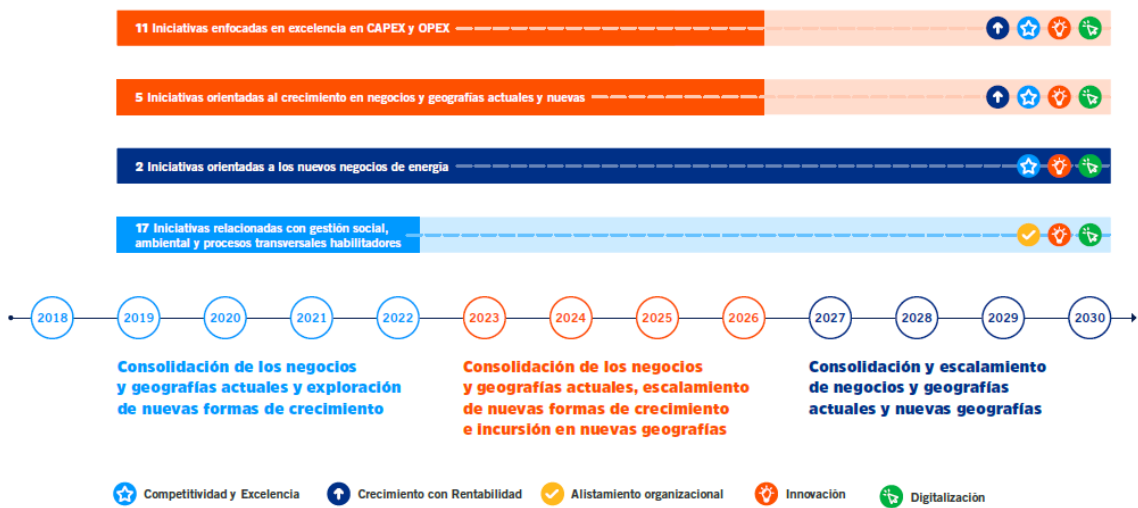 11 Iniciativas enfocadas en excelencia en CAPEX y OPEX
5 Iniciativas orientadas al crecimiento en negocios y geografías actuales y nuevas
2 Iniciativas orientadas a los nuevos negocios de energía
17 Iniciativas relacionadas con gestión social,
ambiental y procesos transversales habilitadores
2018 2019 2020 2021 2022 2023 2024 2025 2026 2027 2028 2029 2030
Consolidación de los negocios
y geografías actuales y exploración
de nuevas formas de crecimiento
Consolidación de los negocios
y geografías actuales, escalamiento
de nuevas formas de crecimiento
e incursión en nuevas geografías
Consolidación y escalamiento
de negocios y geografías
actuales y nuevas geografías
Competitividad y Excelencia
Crecimiento con Rentabilidad
Alistamiento organizacional
Innovación
Digitalización